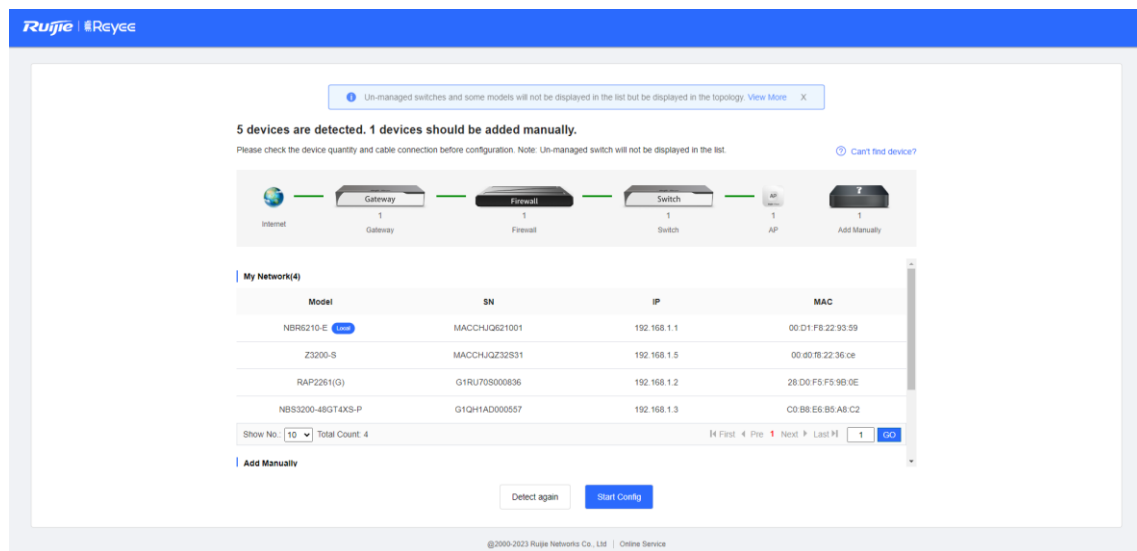 Ruijie | Reyee
Un-managed switches and some models will not be displayed in the list but be displayed in the topology. View More X
5 devices are detected. 1 devices should be added manually.
Please check the device quantity and cable connection before configuration. Note: Un-managed switch will not be displayed in the list.
Can't find device?
Gateway Firewall Switch AP ?
1 1 1 1 1
Internet Gateway Firewall Switch AP Add Manually
My Network(4)
Model SN IP MAC
NBR6210-E Local MACCHJQ621001 192.168.1.1 00:D1:F8:22:93:59
Z3200-S MACCHJQZ32S31 192.168.1.5 00:d0:f8:22:36:ce
RAP2261(G) G1RU70S000836 192.168.1.2 28:D0:F5:F5:9B:0E
NBS3200-48GT4XS-P G1QH1AD000557 192.168.1.3 C0:B8:E6:B5:A8:C2
Show No.: 10 Total Count: 4 First Pre 1 Next Last 1 GO
Add Manually
Detect again Start Config
@2000-2023 Ruijie Networks Co., Ltd | Online Service